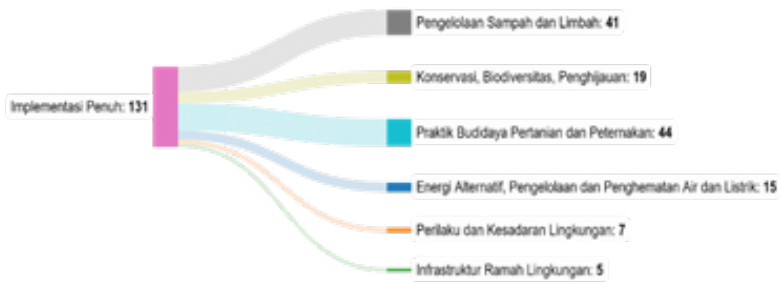 Pengelolaan Sampah dan Limbah: 41
Konservasi, Biodiversitas, Penghijauan: 19
Implementasi Penuh: 131
Praktik Budidaya Pertanian dan Peternakan: 44
Energi Alternatif, Pengelolaan dan Penghematan Air dan Listrik: 15
Perilaku dan Kesadaran Lingkungan: 7
Infrastruktur Ramah Lingkungan: 5